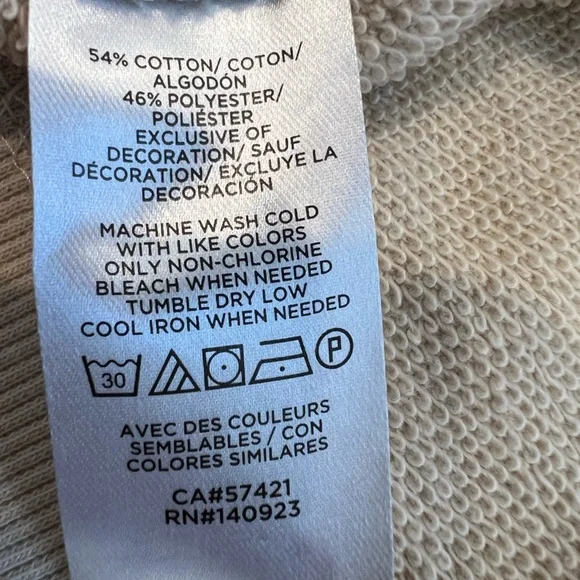 54% COTTON/ COTON/
ALGODÓN
46% POLYESTER/
POLIÉSTER
EXCLUSIVE OF
DECORATION/ SAUF
DÉCORATION/ EXCLUYE LA
DECORACIÓN
MACHINE WASH COLD
WITH LIKE COLORS
ONLY NON-CHLORINE
BLEACH WHEN NEEDED
TUMBLE DRY LOW
COOL IRON WHEN NEEDED
30 P
AVEC DES COULEURS
SEMBLABLES / CON
COLORES SIMILARES
CA#57421
RN#140923